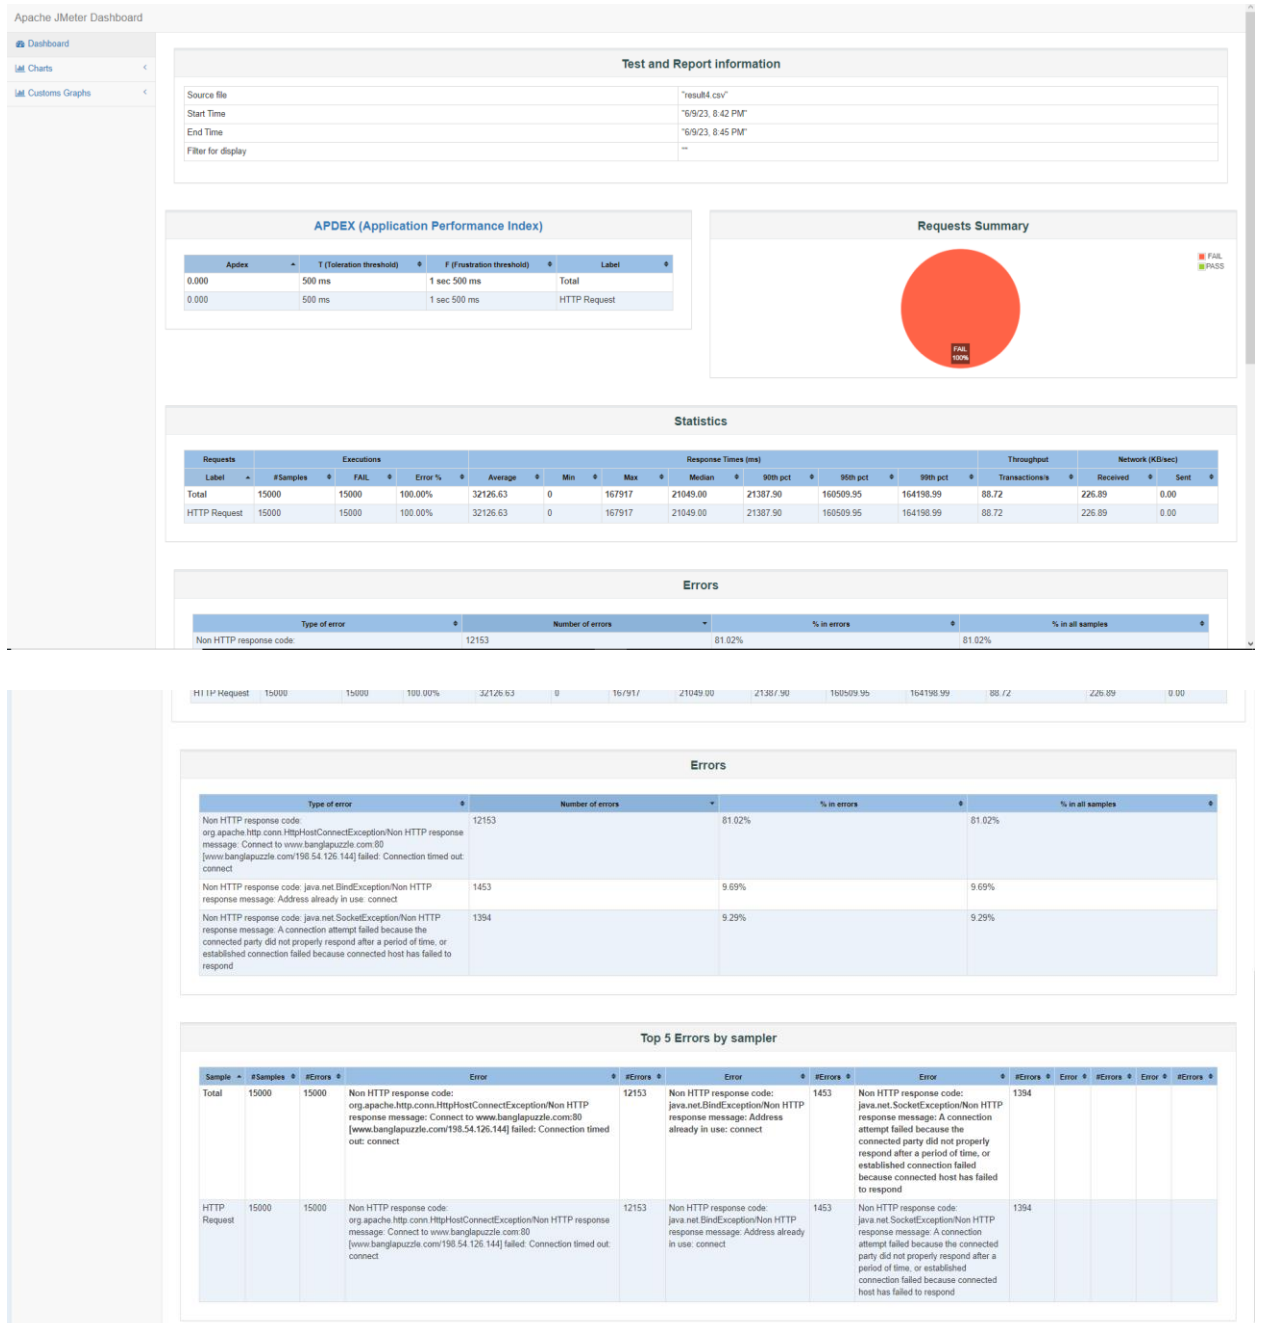 Apache JMeter Dashboard
Dashboard
Charts
Customs Graphs
Test and Report information
Source file "result4.csv"
Start Time "6/9/23, 8:42 PM"
End Time "6/9/23, 8:45 PM"
Filter for display ""
APDEX (Application Performance Index)
Apdex T (Toleration threshold) F (Frustration threshold) Label
0.000 500 ms 1 sec 500 ms Total
0.000 500 ms 1 sec 500 ms HTTP Request
Requests Summary
FAIL
PASS
FAIL
100%
Statistics
Requests Executions Response Times (ms) Throughput Network (KB/sec)
Label #Samples FAIL Error % Average Min Max Median 90th pct 95th pct 99th pct Transactions/s Received Sent
Total 15000 15000 100.00% 32126.63 0 167917 21049.00 21387.90 160509.95 164198.99 88.72 226.89 0.00
HTTP Request 15000 15000 100.00% 32126.63 0 167917 21049.00 21387.90 160509.95 164198.99 88.72 226.89 0.00
Errors
Type of error Number of errors % in errors % in all samples
Non HTTP response code: 12153 81.02% 81.02%
HTTP Request 15000 15000 100.00% 32126.63 0 167917 21049.00 21387.90 160509.95 164198.99 88.72 226.89 0.00
Errors
Type of error Number of errors % in errors % in all samples
Non HTTP response code: 12153 81.02% 81.02%
org.apache.http.conn.HttpHostConnectException/Non HTTP response
message: Connect to www.banglapuzzle.com:80
[www.banglapuzzle.com/198.54.126.144] failed: Connection timed out:
connect
Non HTTP response code: java.net.BindException/Non HTTP 1453 9.69% 9.69%
response message: Address already in use: connect
Non HTTP response code: java.net.SocketException/Non HTTP 1394 9.29% 9.29%
response message: A connection attempt failed because the
connected party did not properly respond after a period of time, or
established connection failed because connected host has failed to
respond
Top 5 Errors by sampler
Sample #Samples #Errors Error #Errors Error #Errors Error #Errors Error #Errors Error #Errors
Total 15000 15000 Non HTTP response code: 12153 Non HTTP response code: 1453 Non HTTP response code: 1394
org.apache.http.conn.HttpHostConnectException/Non HTTP java.net.BindException/Non HTTP java.net.SocketException/Non HTTP
response message: Connect to www.banglapuzzle.com:80 response message: Address response message: A connection
[www.banglapuzzle.com/198.54.126.144] failed: Connection timed already in use: connect attempt failed because the
out: connect connected party did not properly
respond after a period of time, or
established connection failed
because connected host has failed
to respond
HTTP 15000 15000 Non HTTP response code: 12153 Non HTTP response code: 1453 Non HTTP response code: 1394
Request org.apache.http.conn.HttpHostConnectException/Non HTTP response java.net.BindException/Non HTTP java.net.SocketException/Non HTTP
message: Connect to www.banglapuzzle.com:80 response message: Address already response message: A connection
[www.banglapuzzle.com/198.54.126.144] failed: Connection timed out: in use: connect attempt failed because the connected
connect party did not properly respond after a
period of time, or established
connection failed because connected
host has failed to respond